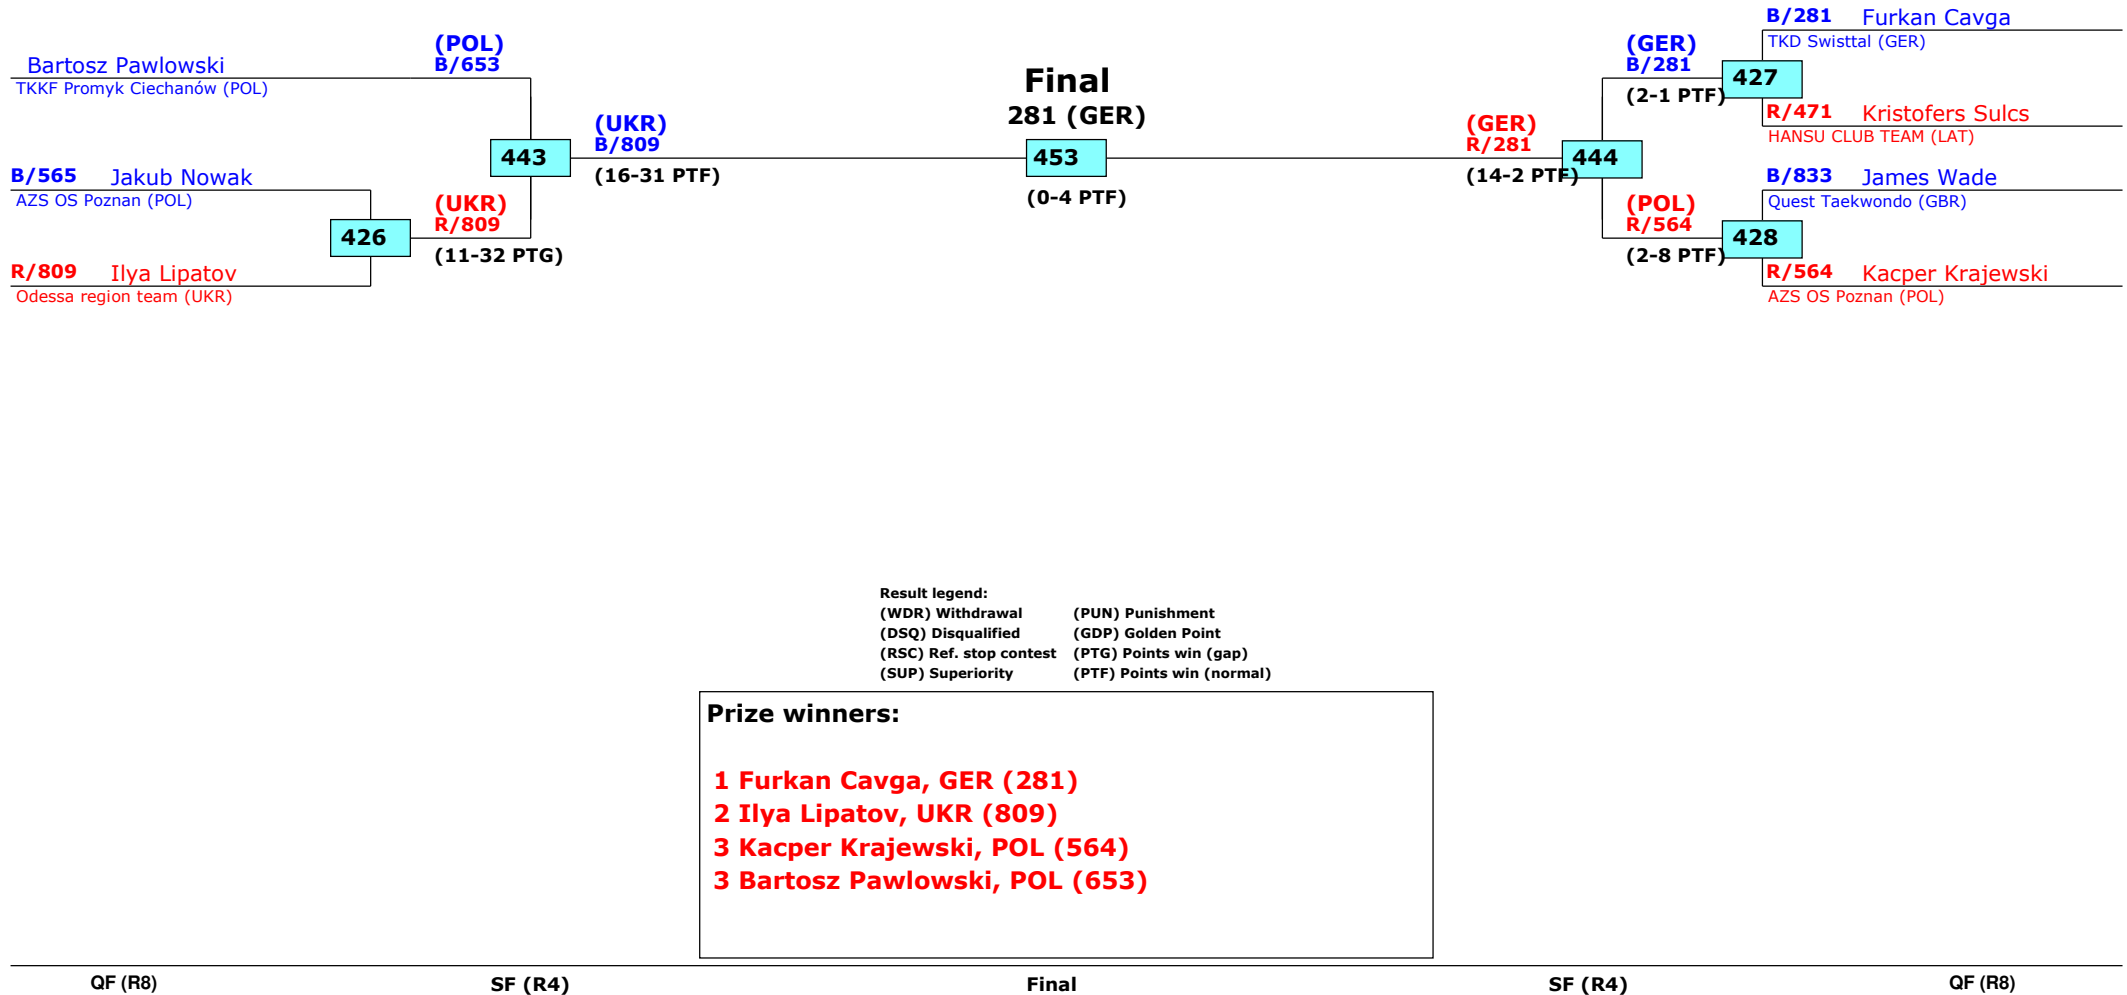 Bartosz Pawlowski
TKKF Promyk Ciechanów (POL)
B/565 Jakub Nowak
AZS OS Poznan (POL)
R/809 Ilya Lipatov
Odessa region team (UKR)
426
(POL)
B/653
(UKR)
R/809
(11-32 PTG)
443
(UKR)
B/809
(16-31 PTF)
Final
281 (GER)
453
(0-4 PTF)
(GER)
R/281
(14-2 PTF)
444
(GER)
B/281
(2-1 PTF)
(POL)
R/564
(2-8 PTF)
427
428
B/281 Furkan Cavga
TKD Swisttal (GER)
R/471 Kristofers Sulcs
HANSU CLUB TEAM (LAT)
B/833 James Wade
Quest Taekwondo (GBR)
R/564 Kacper Krajewski
AZS OS Poznan (POL)
Result legend:
(WDR) Withdrawal (PUN) Punishment
(DSQ) Disqualified (GDP) Golden Point
(RSC) Ref. stop contest (PTG) Points win (gap)
(SUP) Superiority (PTF) Points win (normal)
Prize winners:
1 Furkan Cavga, GER (281)
2 Ilya Lipatov, UKR (809)
3 Kacper Krajewski, POL (564)
3 Bartosz Pawlowski, POL (653)
QF (R8) SF (R4) Final SF (R4) QF (R8)